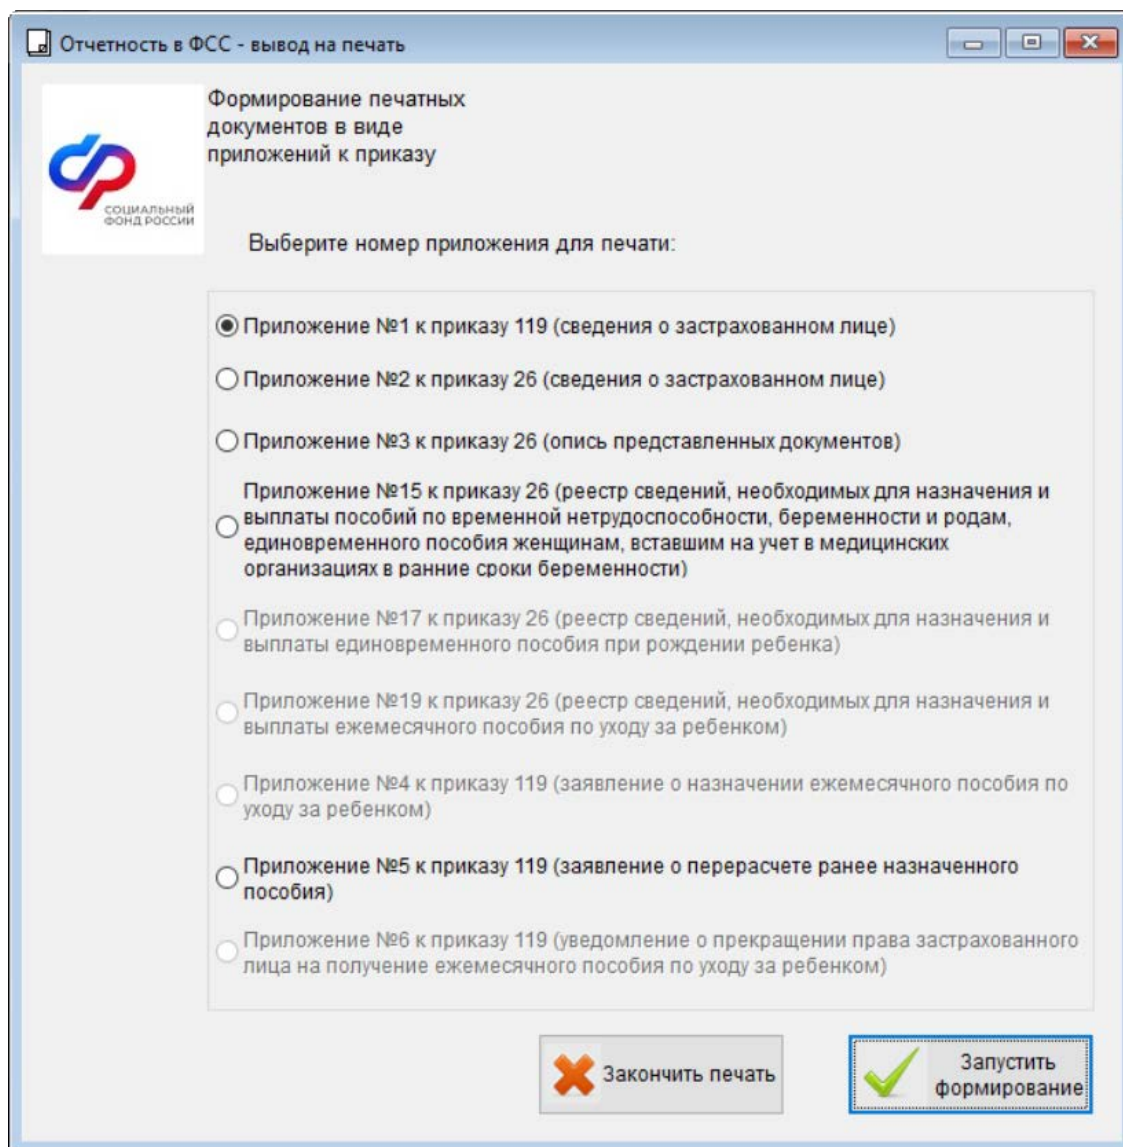 Отчетность в ФСС - вывод на печать
Формирование печатных
документов в виде
приложений к приказу
СОЦИАЛЬНЫЙ
ФОНД РОССИИ
Выберите номер приложения для печати:
Приложение №1 к приказу 119 (сведения о застрахованном лице)
Приложение №2 к приказу 26 (сведения о застрахованном лице)
Приложение №3 к приказу 26 (опись представленных документов)
Приложение №15 к приказу 26 (реестр сведений, необходимых для назначения и
выплаты пособий по временной нетрудоспособности, беременности и родам,
единовременного пособия женщинам, вставшим на учет в медицинских
организациях в ранние сроки беременности)
Приложение №17 к приказу 26 (реестр сведений, необходимых для назначения и
выплаты единовременного пособия при рождении ребенка)
Приложение №19 к приказу 26 (реестр сведений, необходимых для назначения и
выплаты ежемесячного пособия по уходу за ребенком)
Приложение №4 к приказу 119 (заявление о назначении ежемесячного пособия по
уходу за ребенком)
Приложение №5 к приказу 119 (заявление о перерасчете ранее назначенного
пособия)
Приложение №6 к приказу 119 (уведомление о прекращении права застрахованного
лица на получение ежемесячного пособия по уходу за ребенком)
Закончить печать
Запустить
формирование